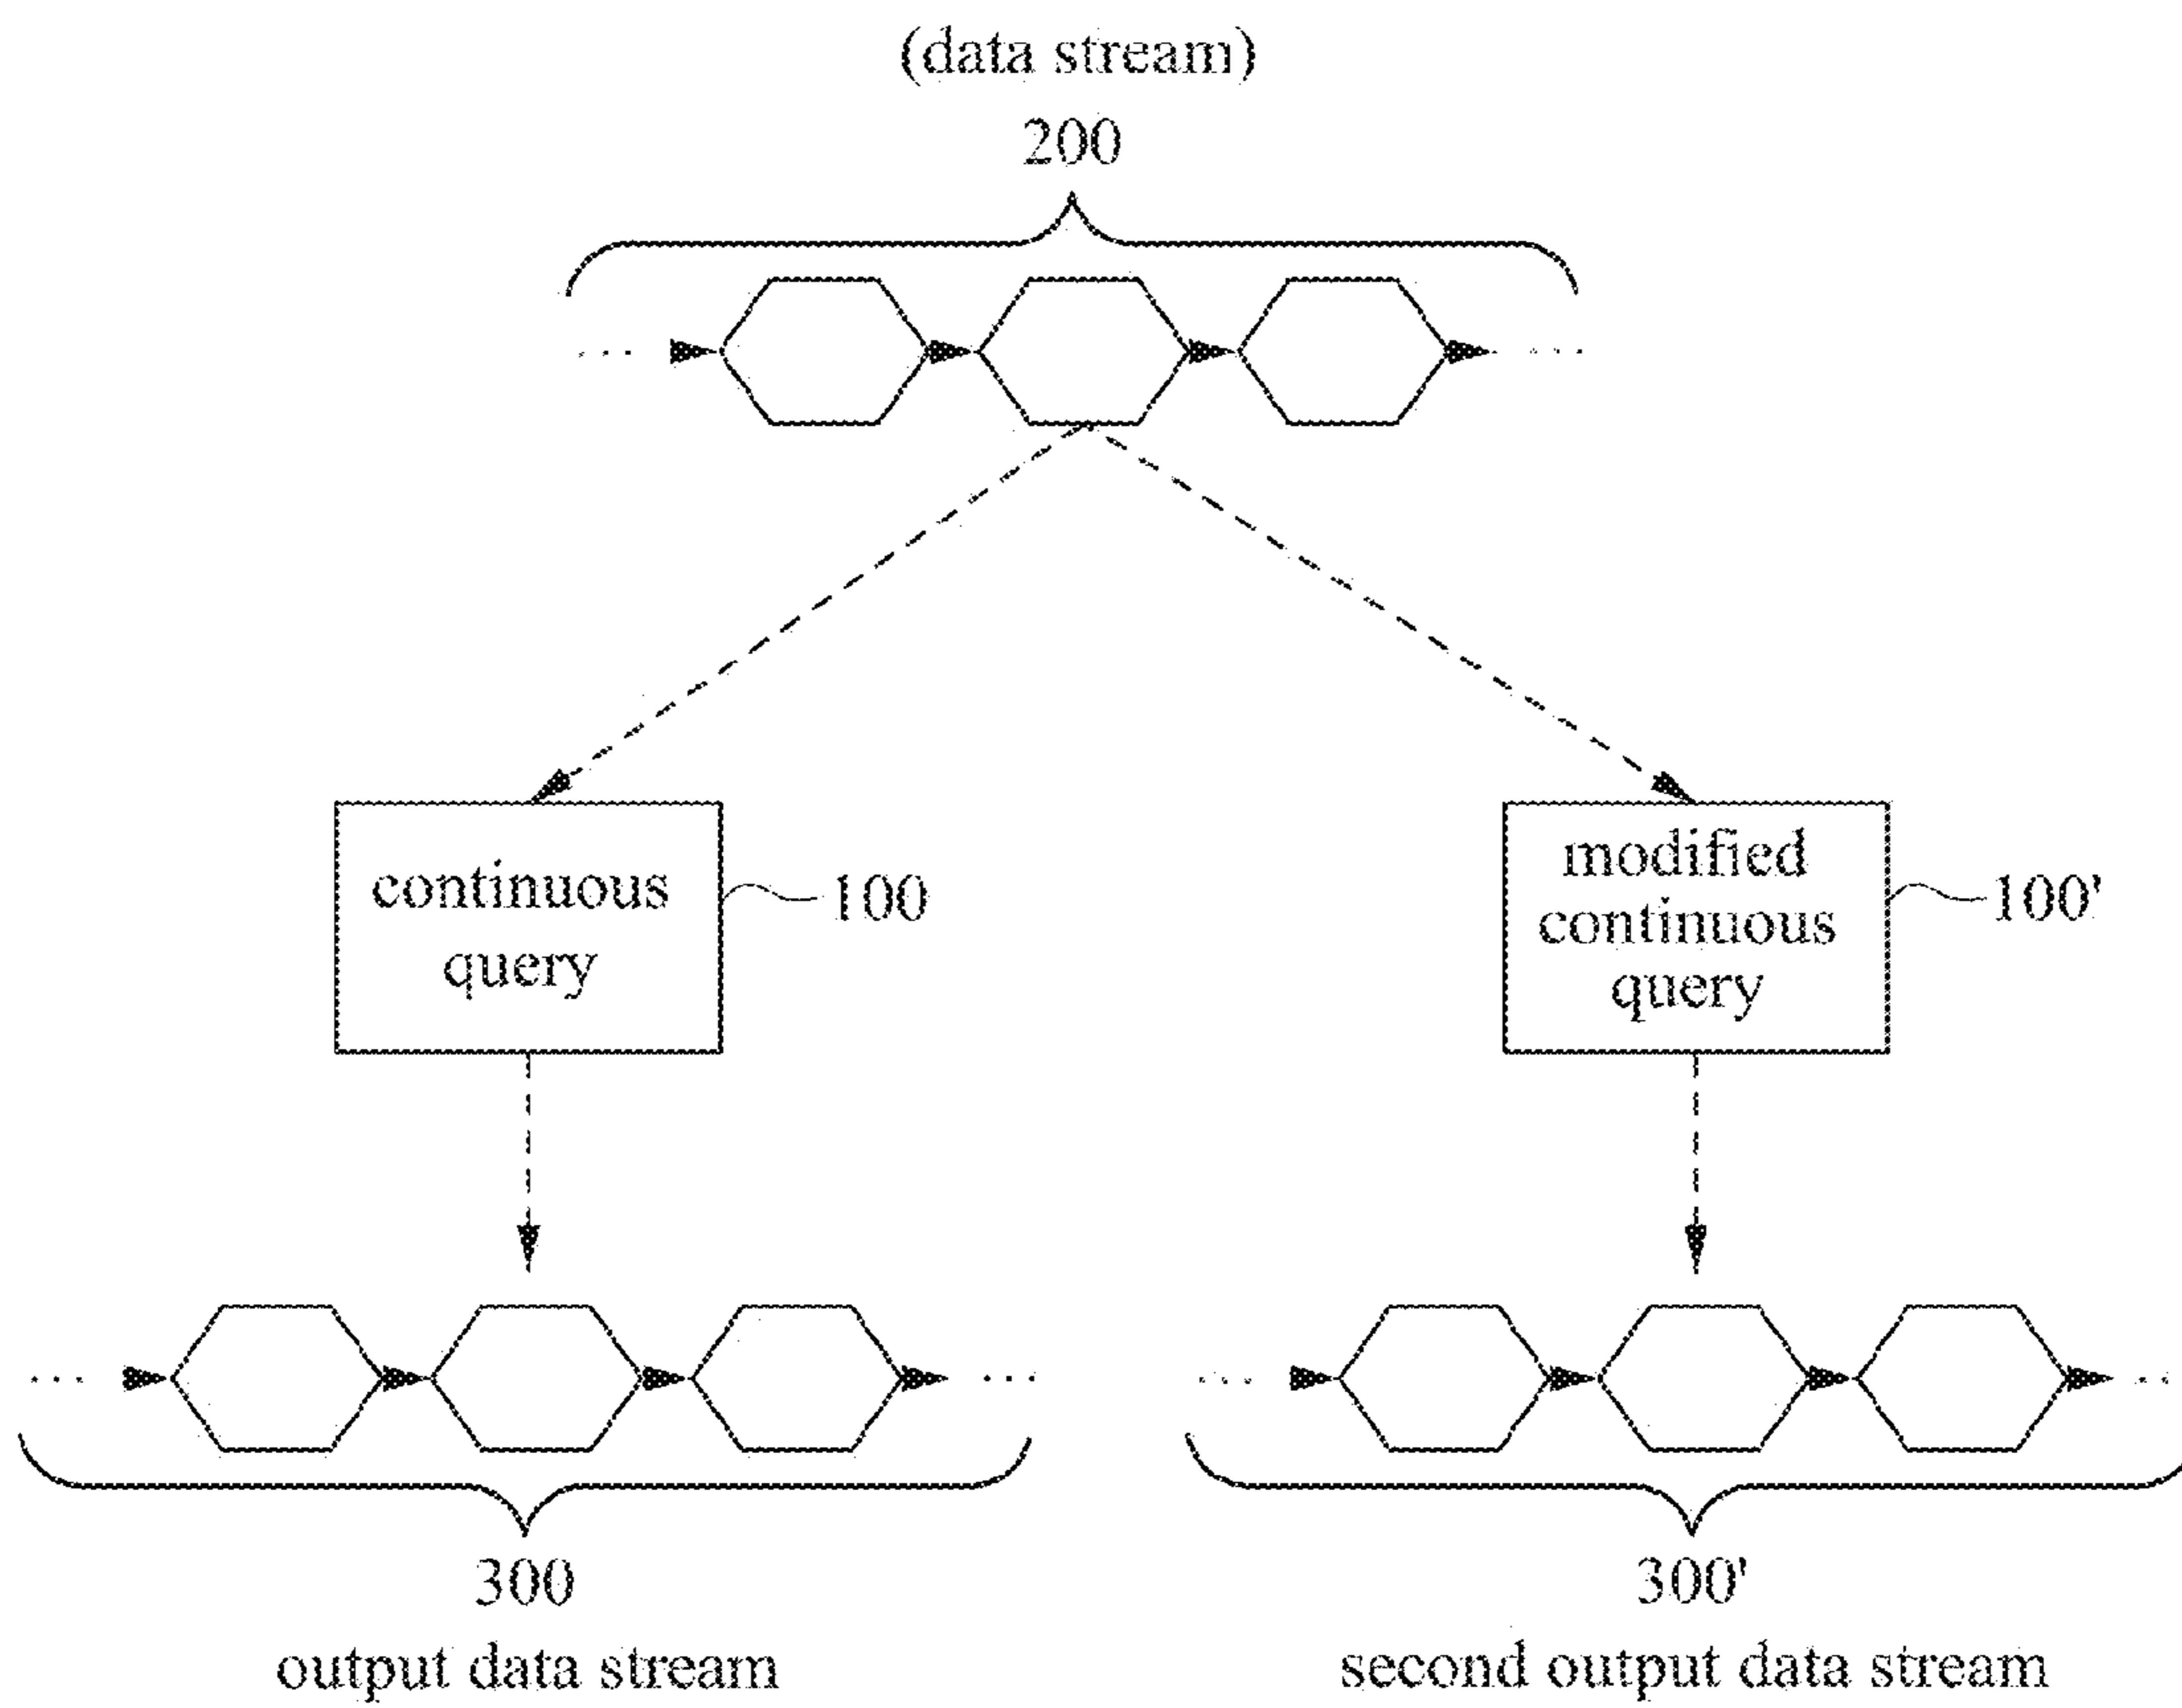 (data stream)
200
continuous
query
100
modified
continuous
query
100'
300
output data stream
300'
second output data stream